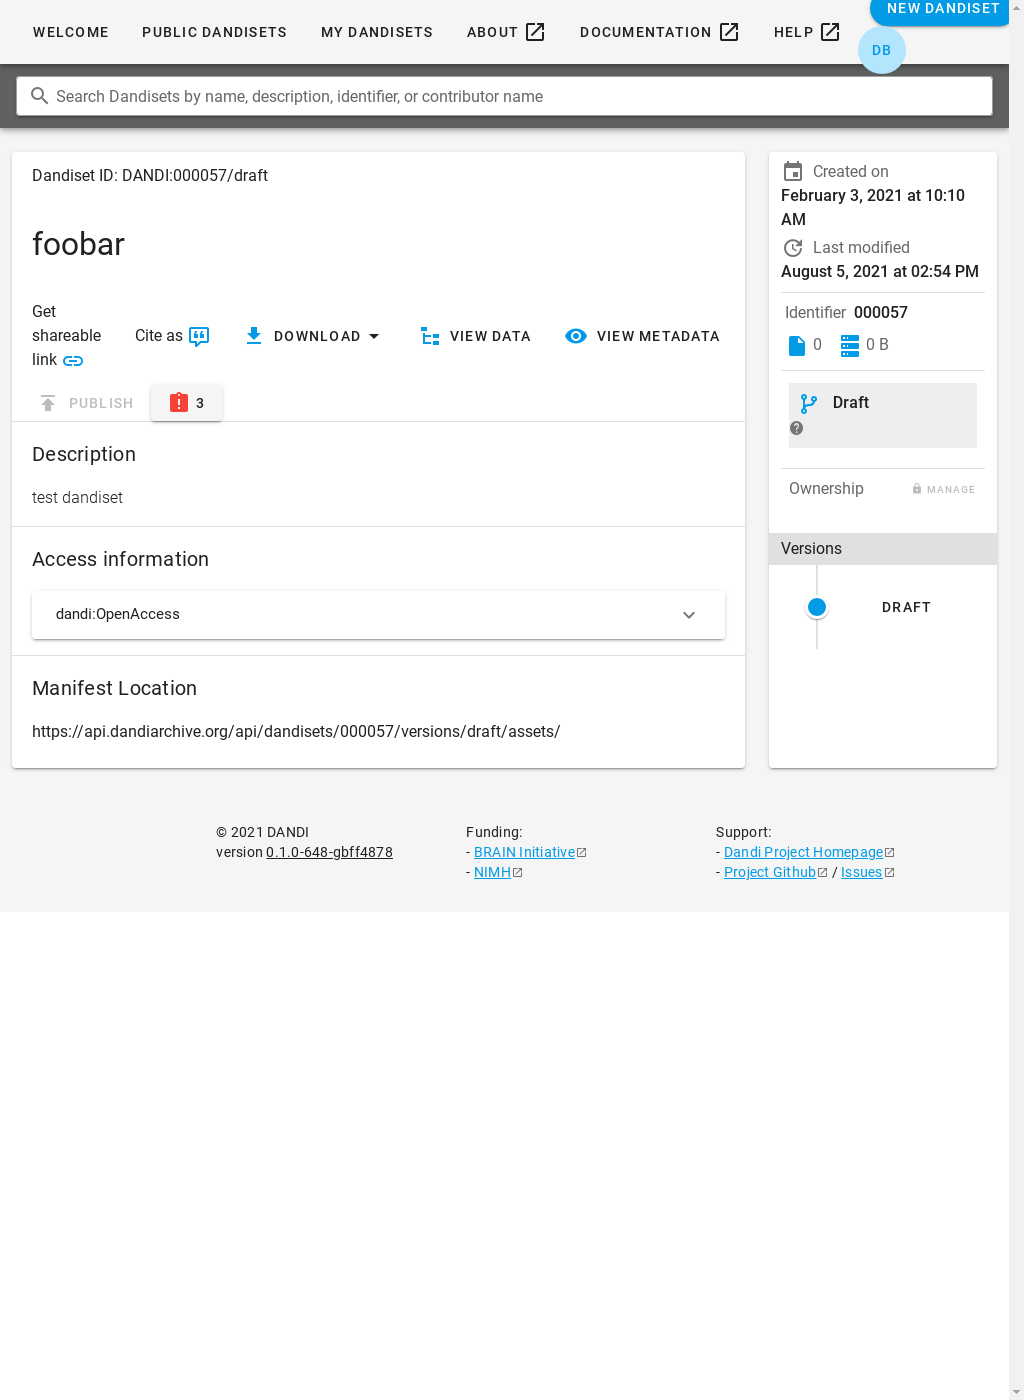 WELCOME PUBLIC DANDISETS MY DANDISETS ABOUT DOCUMENTATION HELP NEW DANDISET
DB
Search Dandisets by name, description, identifier, or contributor name
Dandiset ID: DANDI:000057/draft
foobar
Get
shareable
link
Cite as
DOWNLOAD
VIEW DATA
VIEW METADATA
PUBLISH
3
Description
test dandiset
Access information
dandi:OpenAccess
Manifest Location
https://api.dandiarchive.org/api/dandisets/000057/versions/draft/assets/
Created on
February 3, 2021 at 10:10
AM
Last modified
August 5, 2021 at 02:54 PM
Identifier 000057
0 0 B
Draft
Ownership MANAGE
Versions
DRAFT
© 2021 DANDI
version 0.1.0-648-gbff4878
Funding:
- BRAIN Initiative
- NIMH
Support:
- Dandi Project Homepage
- Project Github / Issues